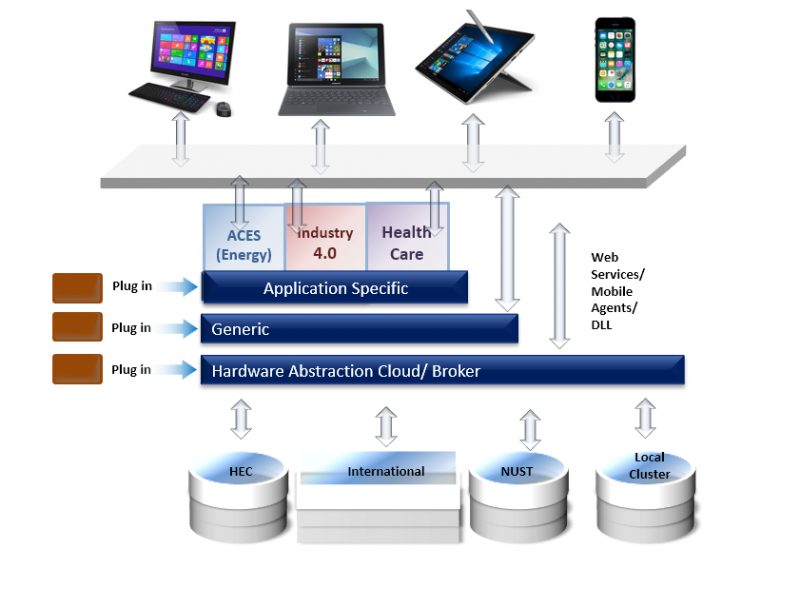 ACES
(Energy)
Industry
4.0
Health
Care
Web
Services/
Mobile
Agents/
DLL
Plug in
Application Specific
Plug in
Generic
Plug in
Hardware Abstraction Cloud/ Broker
HEC
International
NUST
Local
Cluster